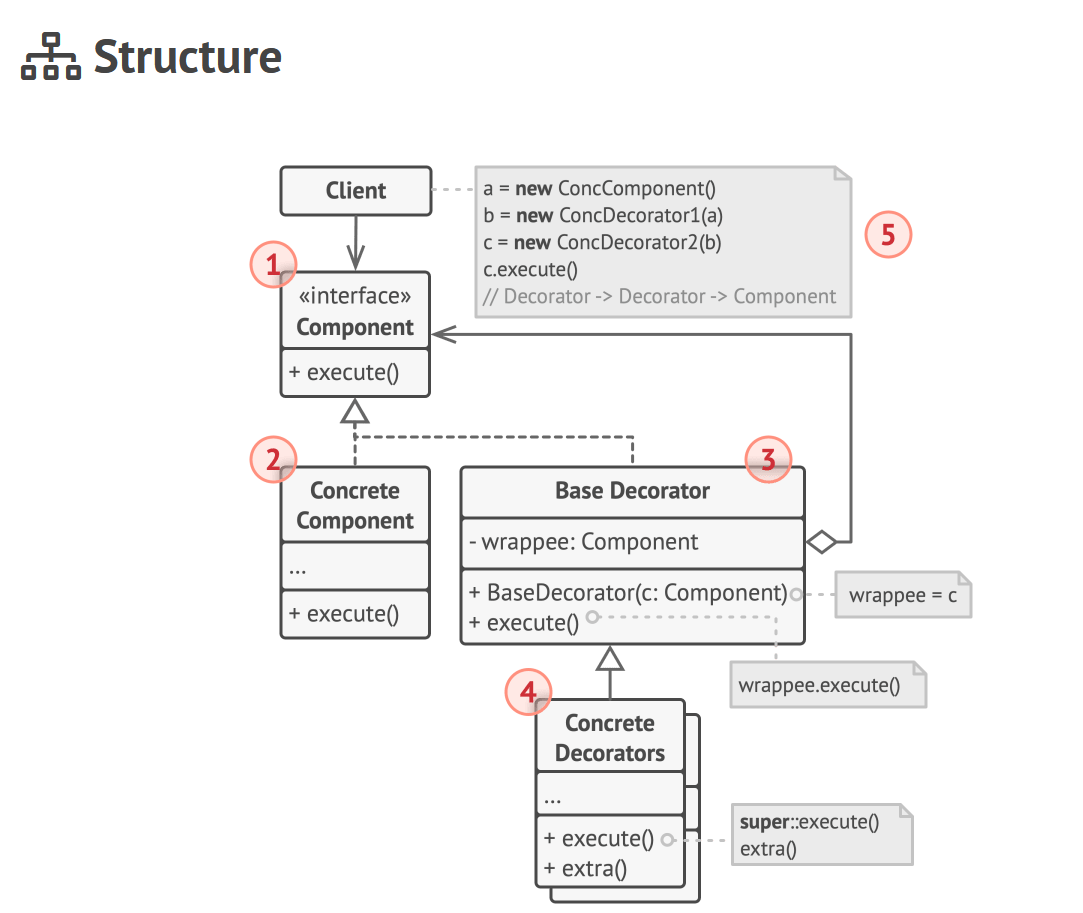 Structure
Client
a = new ConcComponent()
b = new ConcDecorator1(a)
c = new ConcDecorator2(b)
c.execute()
// Decorator -> Decorator -> Component
5
1
«interface»
Component
+ execute()
2
Concrete
Component
...
+ execute()
3
Base Decorator
- wrappee: Component
+ BaseDecorator(c: Component)
+ execute()
wrappee = c
wrappee.execute()
4
Concrete
Decorators
...
+ execute()
+ extra()
super::execute()
extra()